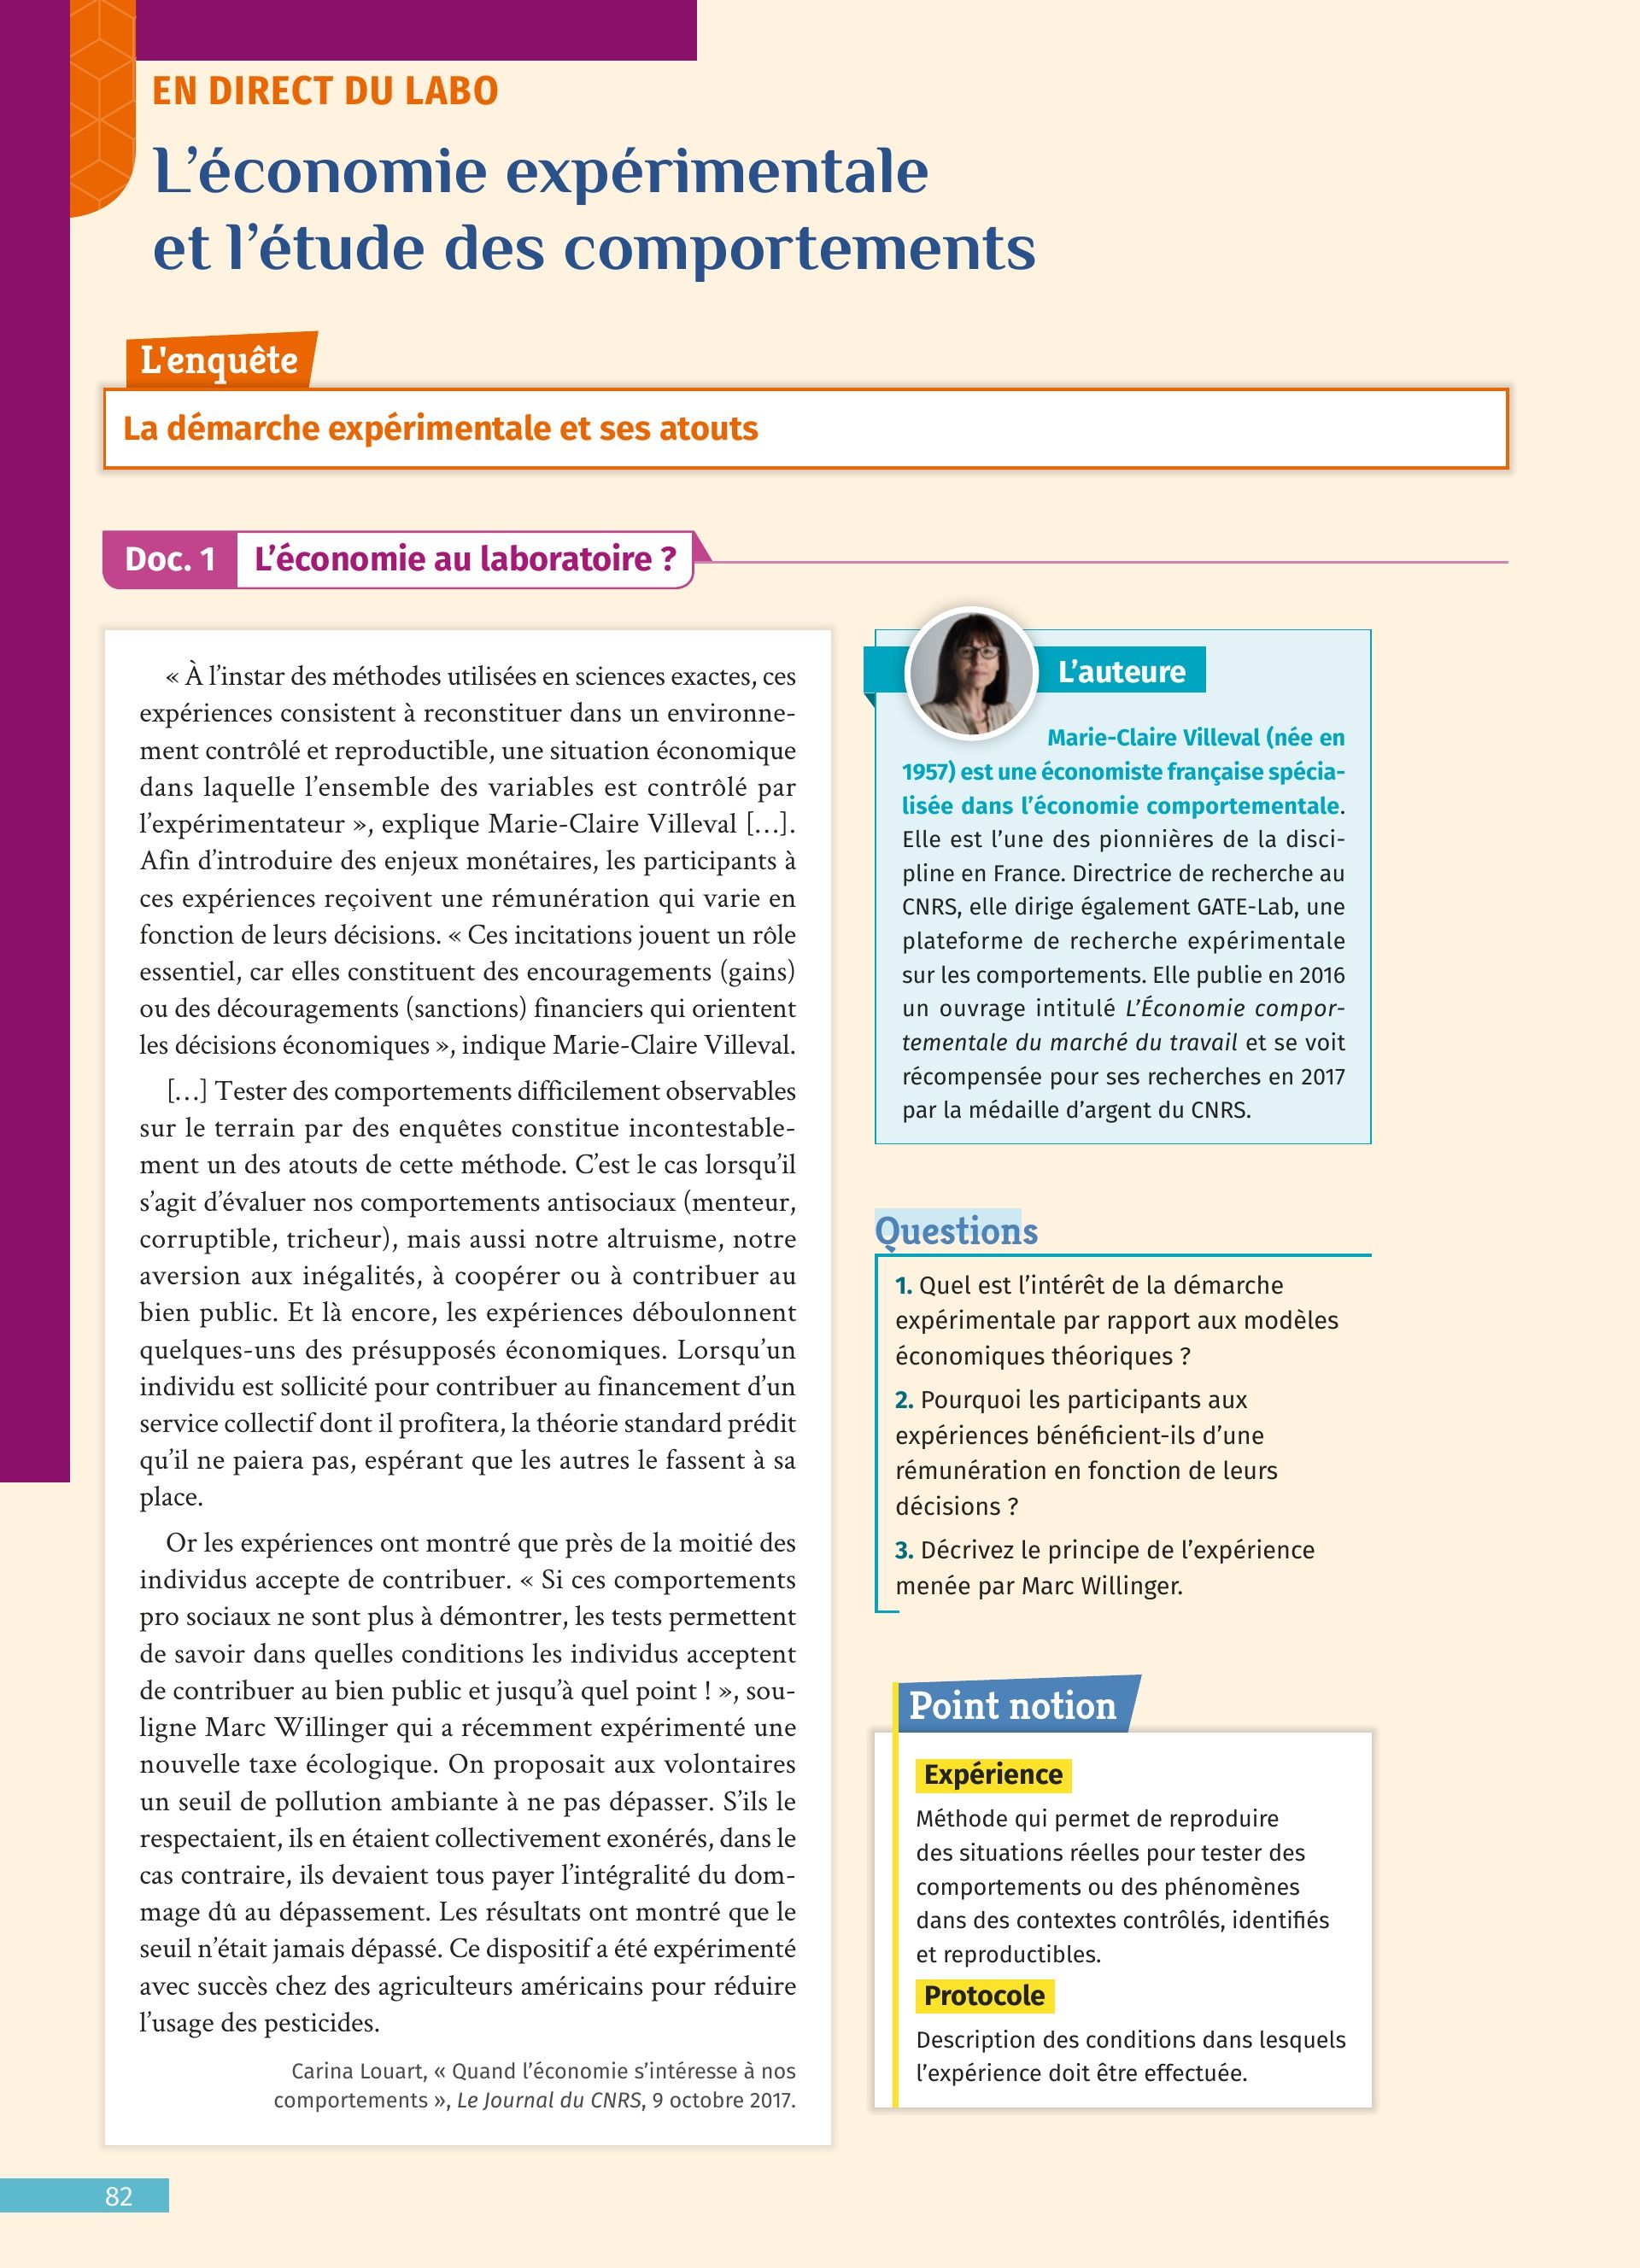 EN DIRECT DU LABO
L’économie expérimentale
et l’étude des comportements
L'enquête
La démarche expérimentale et ses atouts
Doc. 1 L’économie au laboratoire ?
« À l’instar des méthodes utilisées en sciences exactes, ces
expériences consistent à reconstituer dans un environne-
ment contrôlé et reproductible, une situation économique
dans laquelle l’ensemble des variables est contrôlé par
l’expérimentateur », explique Marie-Claire Villeval […].
Afin d’introduire des enjeux monétaires, les participants à
ces expériences reçoivent une rémunération qui varie en
fonction de leurs décisions. « Ces incitations jouent un rôle
essentiel, car elles constituent des encouragements (gains)
ou des découragements (sanctions) financiers qui orientent
les décisions économiques », indique Marie-Claire Villeval.
[…] Tester des comportements difficilement observables
sur le terrain par des enquêtes constitue incontestable-
ment un des atouts de cette méthode. C’est le cas lorsqu’il
s’agit d’évaluer nos comportements antisociaux (menteur,
corruptible, tricheur), mais aussi notre altruisme, notre
aversion aux inégalités, à coopérer ou à contribuer au
bien public. Et là encore, les expériences déboulonnent
quelques-uns des présupposés économiques. Lorsqu’un
individu est sollicité pour contribuer au financement d’un
service collectif dont il profitera, la théorie standard prédit
qu’il ne paiera pas, espérant que les autres le fassent à sa
place.
Or les expériences ont montré que près de la moitié des
individus accepte de contribuer. « Si ces comportements
pro sociaux ne sont plus à démontrer, les tests permettent
de savoir dans quelles conditions les individus acceptent
de contribuer au bien public et jusqu’à quel point ! », sou-
ligne Marc Willinger qui a récemment expérimenté une
nouvelle taxe écologique. On proposait aux volontaires
un seuil de pollution ambiante à ne pas dépasser. S’ils le
respectaient, ils en étaient collectivement exonérés, dans le
cas contraire, ils devaient tous payer l’intégralité du dom-
mage dû au dépassement. Les résultats ont montré que le
seuil n’était jamais dépassé. Ce dispositif a été expérimenté
avec succès chez des agriculteurs américains pour réduire
l’usage des pesticides.
Carina Louart, « Quand l’économie s’intéresse à nos
comportements », Le Journal du CNRS, 9 octobre 2017.
L’auteure
Marie-Claire Villeval (née en
1957) est une économiste française spécia-
lisée dans l’économie comportementale.
Elle est l’une des pionnières de la disci-
pline en France. Directrice de recherche au
CNRS, elle dirige également GATE-Lab, une
plateforme de recherche expérimentale
sur les comportements. Elle publie en 2016
un ouvrage intitulé L’Économie compor-
tementale du marché du travail et se voit
récompensée pour ses recherches en 2017
par la médaille d’argent du CNRS.
Questions
1. Quel est l’intérêt de la démarche
expérimentale par rapport aux modèles
économiques théoriques ?
2. Pourquoi les participants aux
expériences bénéficient-ils d’une
rémunération en fonction de leurs
décisions ?
3. Décrivez le principe de l’expérience
menée par Marc Willinger.
Point notion
Expérience
Méthode qui permet de reproduire
des situations réelles pour tester des
comportements ou des phénomènes
dans des contextes contrôlés, identifiés
et reproductibles.
Protocole
Description des conditions dans lesquels
l’expérience doit être effectuée.
82